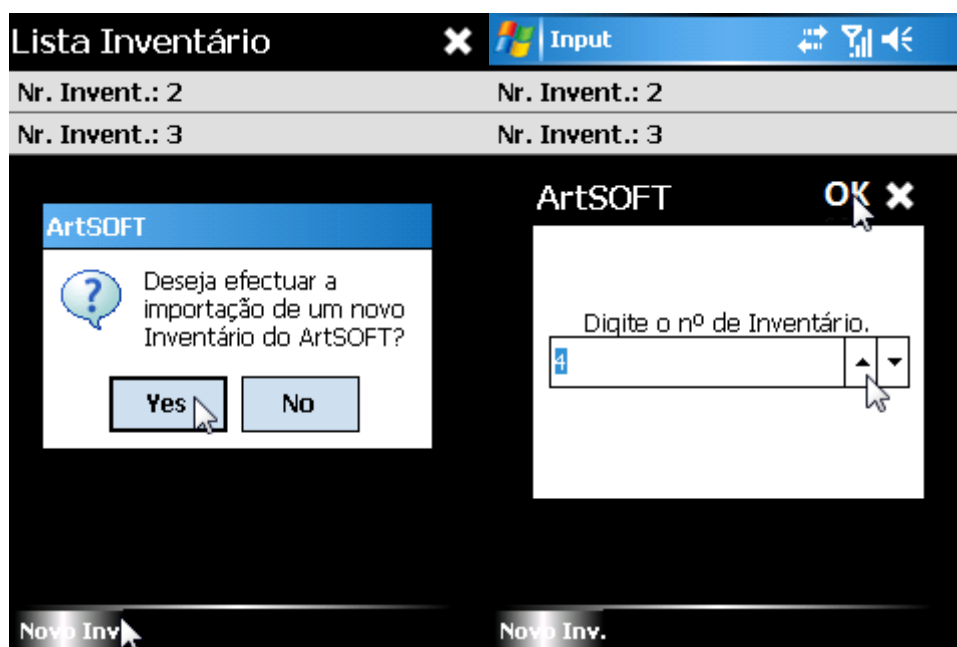 Lista Inventário
Nr. Invent.: 2
Nr. Invent.: 3
ArtSOFT
Deseja efectuar a
importação de um novo
Inventário do ArtSOFT?
Yes
No
Novo Inv.
Input
Nr. Invent.: 2
Nr. Invent.: 3
ArtSOFT
OK
Digite o nº de Inventário.
4
Novo Inv.